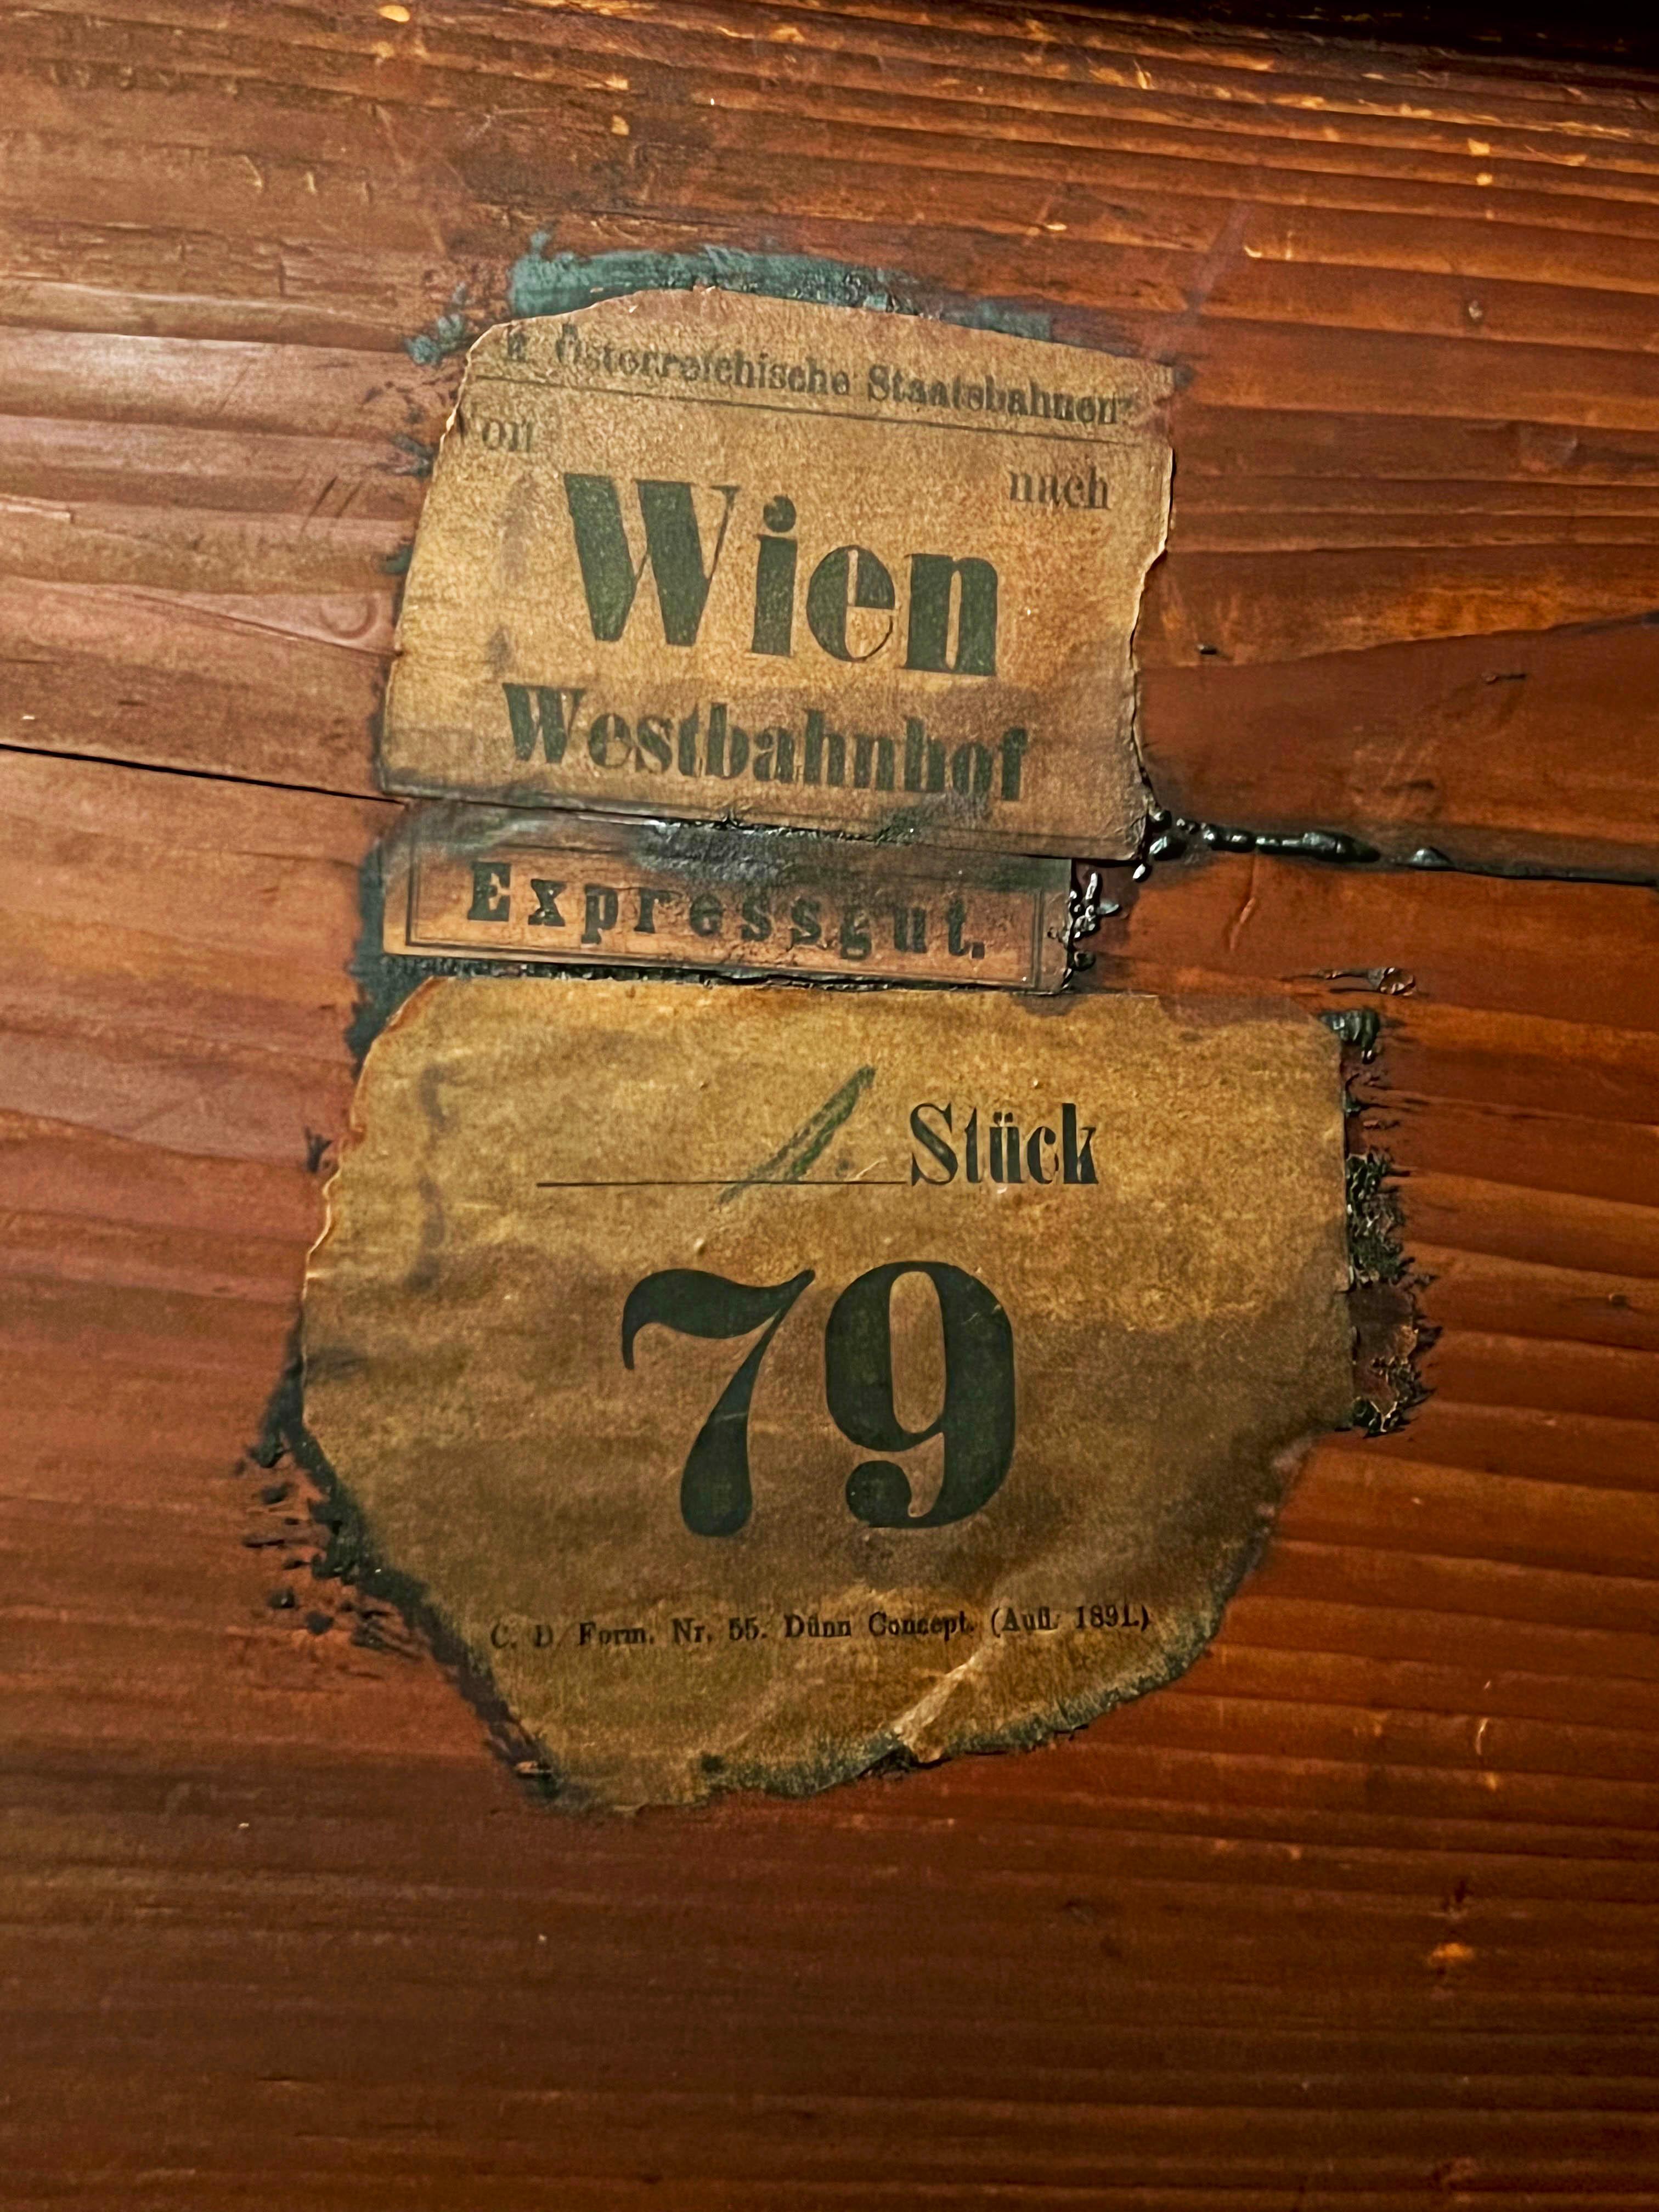 k. Österreichische Staatsbahnen
Von nach
Wien
Westbahnhof
Expressgut.
1 Stück
79
C. D. Form. Nr. 55. Dünn Concept. (Aufl. 1891.)